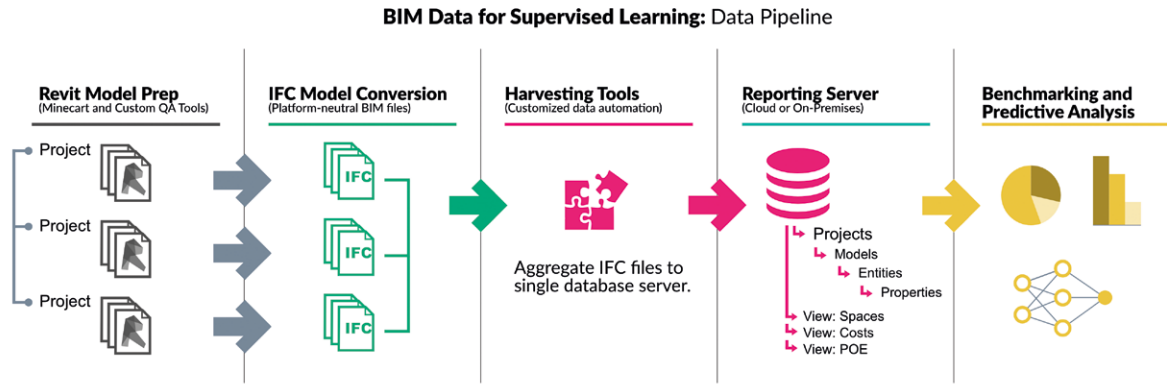 BIM Data for Supervised Learning: Data Pipeline
Revit Model Prep
(Minecart and Custom QA Tools)
Project
Project
Project
IFC Model Conversion
(Platform-neutral BIM files)
IFC
IFC
IFC
Harvesting Tools
(Customized data automation)
Aggregate IFC files to
single database server.
Reporting Server
(Cloud or On-Premises)
Projects
Models
Entities
Properties
View: Spaces
View: Costs
View: POE
Benchmarking and
Predictive Analysis